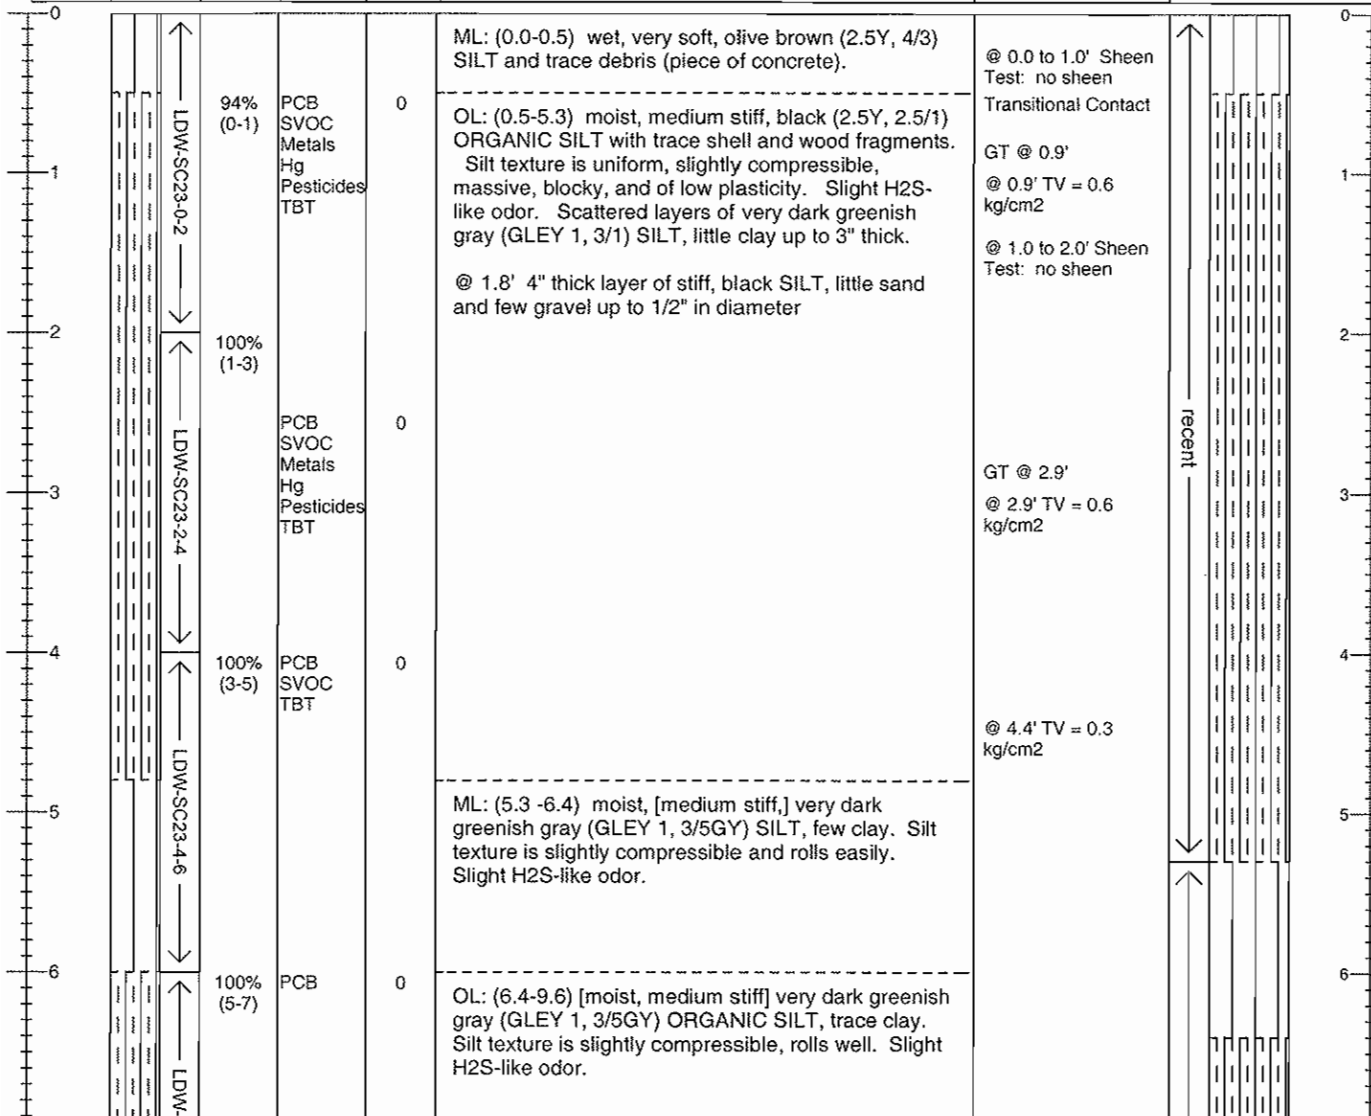 0
1
2
3
4
5
6
LDW-SC23-0-2
LDW-SC23-2-4
LDW-SC23-4-6
LDW-
94%
(0-1)
100%
(1-3)
100%
(3-5)
100%
(5-7)
PCB
SVOC
Metals
Hg
Pesticides
TBT
PCB
SVOC
Metals
Hg
Pesticides
TBT
PCB
SVOC
TBT
PCB
0
0
0
0
ML: (0.0-0.5) wet, very soft, olive brown (2.5Y, 4/3)
SILT and trace debris (piece of concrete).
OL: (0.5-5.3) moist, medium stiff, black (2.5Y, 2.5/1)
ORGANIC SILT with trace shell and wood fragments.
Silt texture is uniform, slightly compressible,
massive, blocky, and of low plasticity. Slight H2S-
like odor. Scattered layers of very dark greenish
gray (GLEY 1, 3/1) SILT, little clay up to 3" thick.
@ 1.8' 4" thick layer of stiff, black SILT, little sand
and few gravel up to 1/2" in diameter
ML: (5.3 -6.4) moist, [medium stiff,] very dark
greenish gray (GLEY 1, 3/5GY) SILT, few clay. Silt
texture is slightly compressible and rolls easily.
Slight H2S-like odor.
OL: (6.4-9.6) [moist, medium stiff] very dark greenish
gray (GLEY 1, 3/5GY) ORGANIC SILT, trace clay.
Silt texture is slightly compressible, rolls well. Slight
H2S-like odor.
@ 0.0 to 1.0' Sheen
Test: no sheen
Transitional Contact
GT @ 0.9'
@ 0.9' TV = 0.6
kg/cm2
@ 1.0 to 2.0' Sheen
Test: no sheen
GT @ 2.9'
@ 2.9' TV = 0.6
kg/cm2
@ 4.4' TV = 0.3
kg/cm2
recent
0
1
2
3
4
5
6